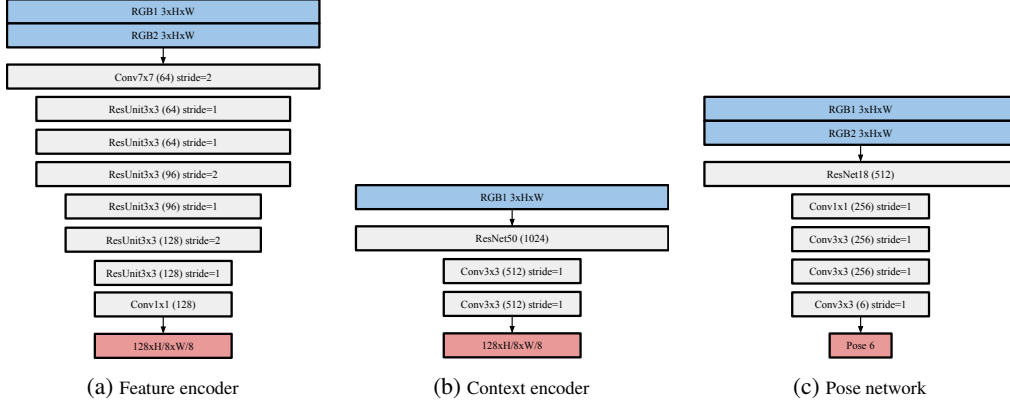 RGB1 3xHxW
RGB2 3xHxW
Conv7x7 (64) stride=2
ResUnit3x3 (64) stride=1
ResUnit3x3 (64) stride=1
ResUnit3x3 (96) stride=2
ResUnit3x3 (96) stride=1
ResUnit3x3 (128) stride=2
ResUnit3x3 (128) stride=1
Conv1x1 (128)
128xH/8xW/8
(a) Feature encoder
RGB1 3xHxW
ResNet50 (1024)
Conv3x3 (512) stride=1
Conv3x3 (512) stride=1
128xH/8xW/8
(b) Context encoder
RGB1 3xHxW
RGB2 3xHxW
ResNet18 (512)
Conv1x1 (256) stride=1
Conv3x3 (256) stride=1
Conv3x3 (256) stride=1
Conv3x3 (6) stride=1
Pose 6
(c) Pose network